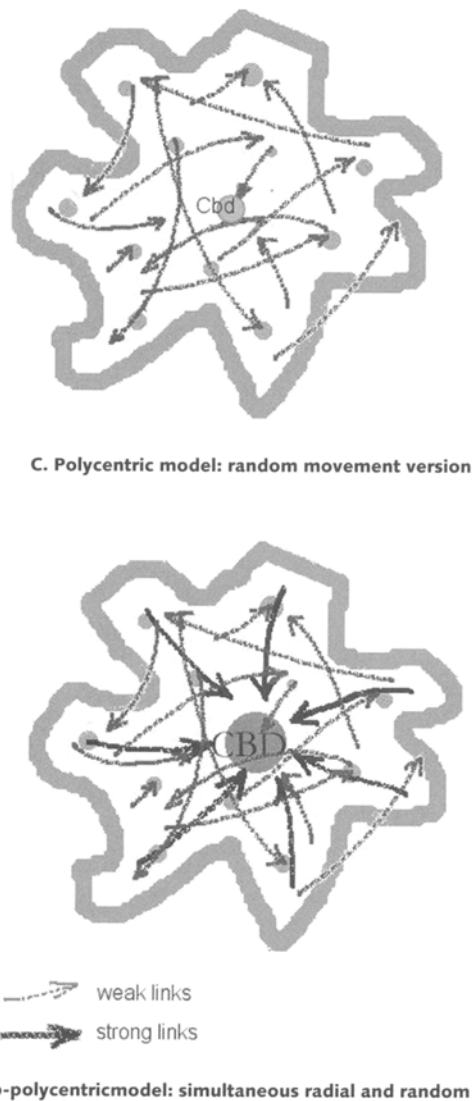 Cbd
C. Polycentric model: random movement version
CBD
weak links
strong links
-polycentricmodel: simultaneous radial and random